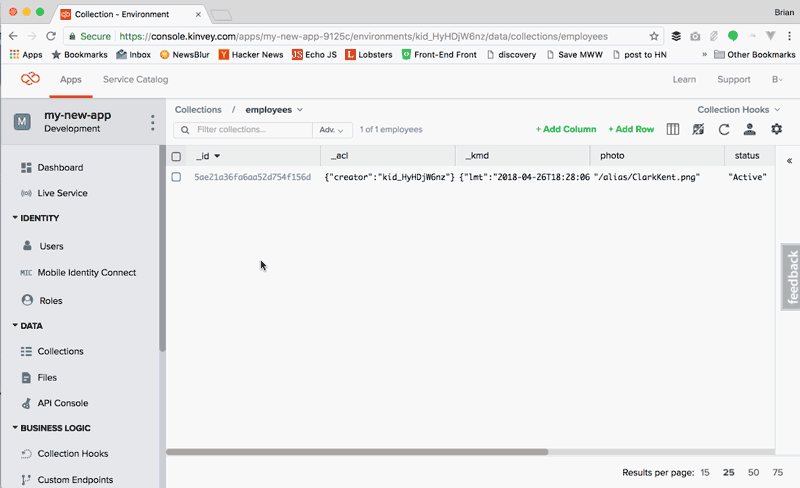 Collection - Environment
Brian
Secure https://console.kinvey.com/apps/my-new-app-9125c/environments/kid_HyHDjW6nz/data/collections/employees
Apps Bookmarks Inbox NewsBlur Hacker News Echo JS Lobsters Front-End Front discovery Save MWW post to HN » Other Bookmarks
Apps Service Catalog Learn Support B
M my-new-app
Development
Collections / employees
Collection Hooks
Filter collections... Adv. 1 of 1 employees + Add Column + Add Row
_id _acl _kmd photo status
5ae21a36fa6aa52d754f156d {"creator":"kid_HyHDjW6nz"} {"lmt":"2018-04-26T18:28:06 "/alias/ClarkKent.png" "Active"
Dashboard
Live Service
IDENTITY
Users
MIC Mobile Identity Connect
Roles
DATA
Collections
Files
API Console
BUSINESS LOGIC
Collection Hooks
Custom Endpoints
feedback
Results per page: 15 25 50 75